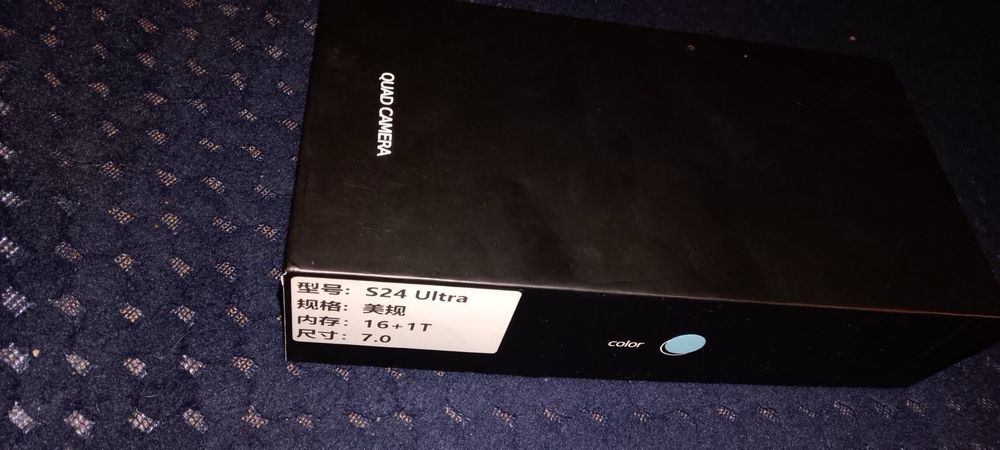 QUAD CAMERA
型号: S24 Ultra
规格: 美规
内存: 16+1T
尺寸: 7.0
color